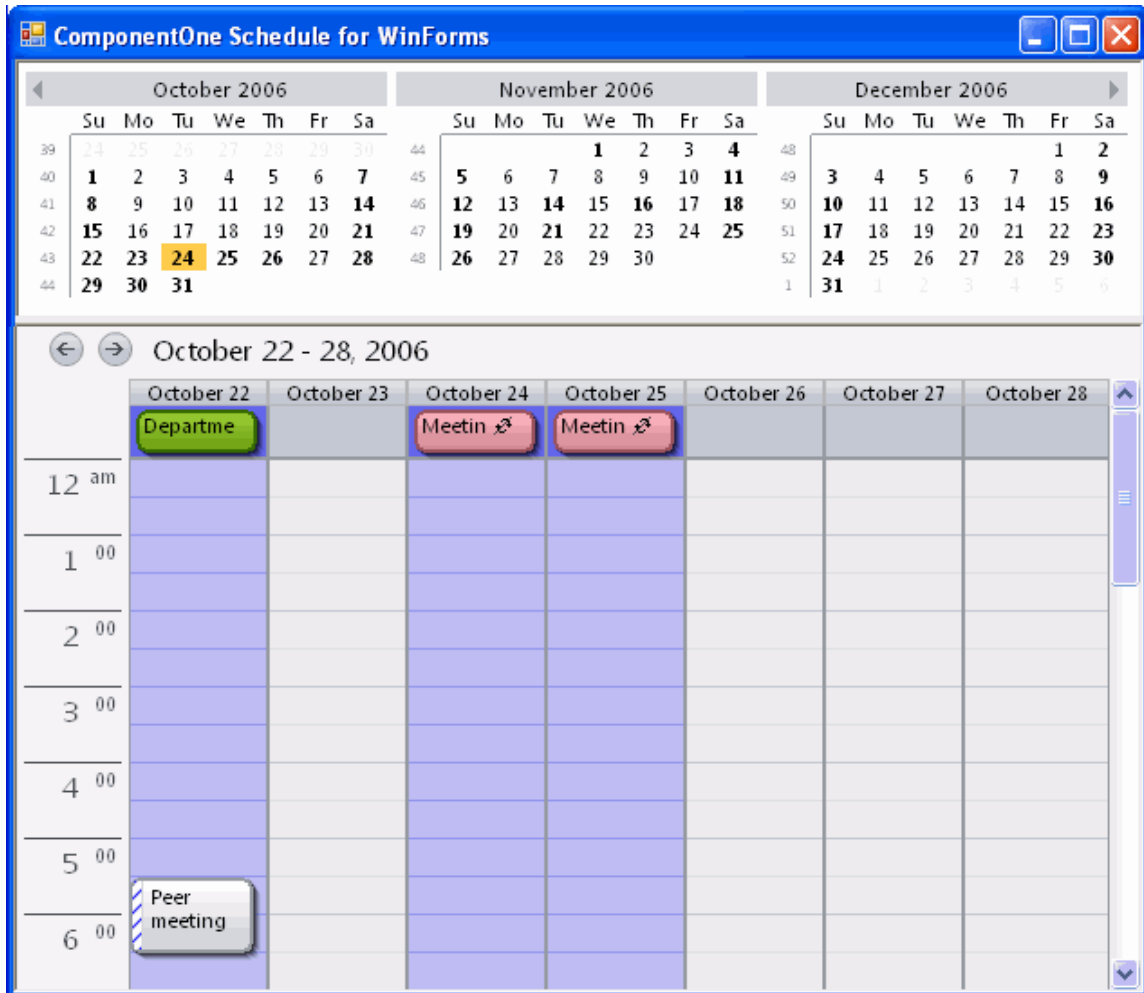 ComponentOne Schedule for WinForms
October 2006 November 2006 December 2006
Su Mo Tu We Th Fr Sa Su Mo Tu We Th Fr Sa Su Mo Tu We Th Fr Sa
39 24 25 26 27 28 29 30 44 1 2 3 4 48 1 2
40 1 2 3 4 5 6 7 45 5 6 7 8 9 10 11 49 3 4 5 6 7 8 9
41 8 9 10 11 12 13 14 46 12 13 14 15 16 17 18 50 10 11 12 13 14 15 16
42 15 16 17 18 19 20 21 47 19 20 21 22 23 24 25 51 17 18 19 20 21 22 23
43 22 23 24 25 26 27 28 48 26 27 28 29 30 52 24 25 26 27 28 29 30
44 29 30 31 1 31 1 2 3 4 5 6
October 22 - 28, 2006
October 22 October 23 October 24 October 25 October 26 October 27 October 28
Departme Meetin Meetin
12 am
1 00
2 00
3 00
4 00
5 00
Peer
meeting
6 00